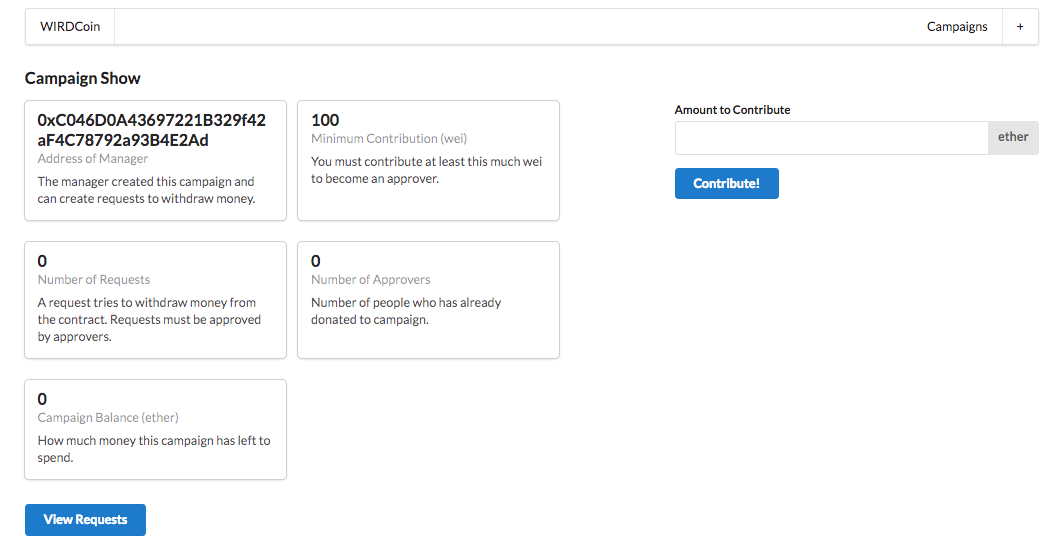 WIRDCoin
Campaigns
+
Campaign Show
0xC046D0A43697221B329f42
aF4C78792a93B4E2Ad
Address of Manager
The manager created this campaign and
can create requests to withdraw money.
100
Minimum Contribution (wei)
You must contribute at least this much wei
to become an approver.
Amount to Contribute
ether
Contribute!
0
Number of Requests
A request tries to withdraw money from
the contract. Requests must be approved
by approvers.
0
Number of Approvers
Number of people who has already
donated to campaign.
0
Campaign Balance (ether)
How much money this campaign has left to
spend.
View Requests